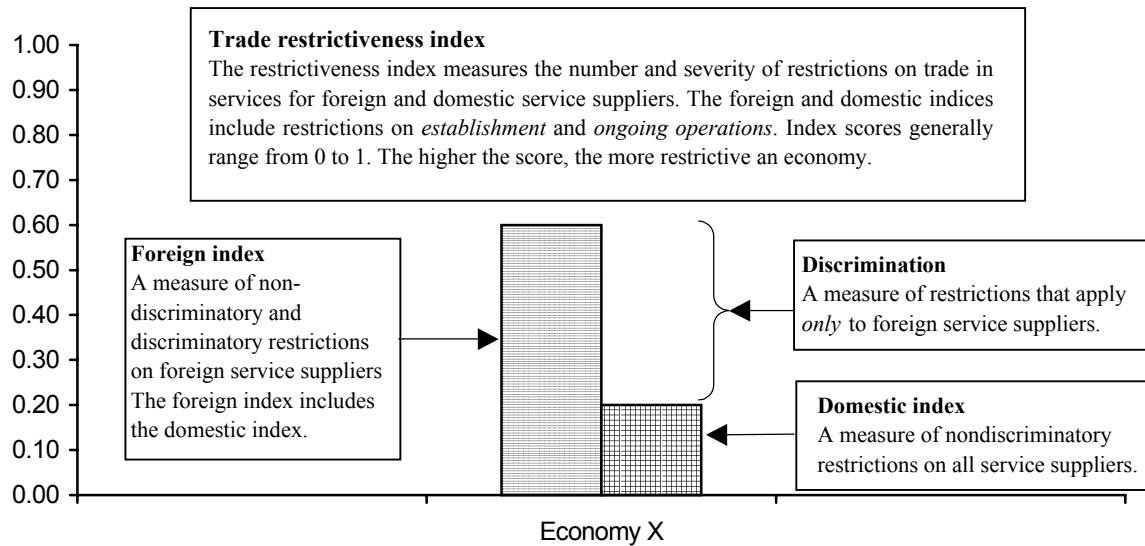 Trade restrictiveness index
The restrictiveness index measures the number and severity of restrictions on trade in
services for foreign and domestic service suppliers. The foreign and domestic indices
include restrictions on establishment and ongoing operations. Index scores generally
range from 0 to 1. The higher the score, the more restrictive an economy.
1.00
0.90
0.80
0.70
0.60
0.50
0.40
0.30
0.20
0.10
0.00
Foreign index
A measure of non-
discriminatory and
discriminatory restrictions
on foreign service suppliers
The foreign index includes
the domestic index.
Discrimination
A measure of restrictions that apply
only to foreign service suppliers.
Domestic index
A measure of nondiscriminatory
restrictions on all service suppliers.
Economy X